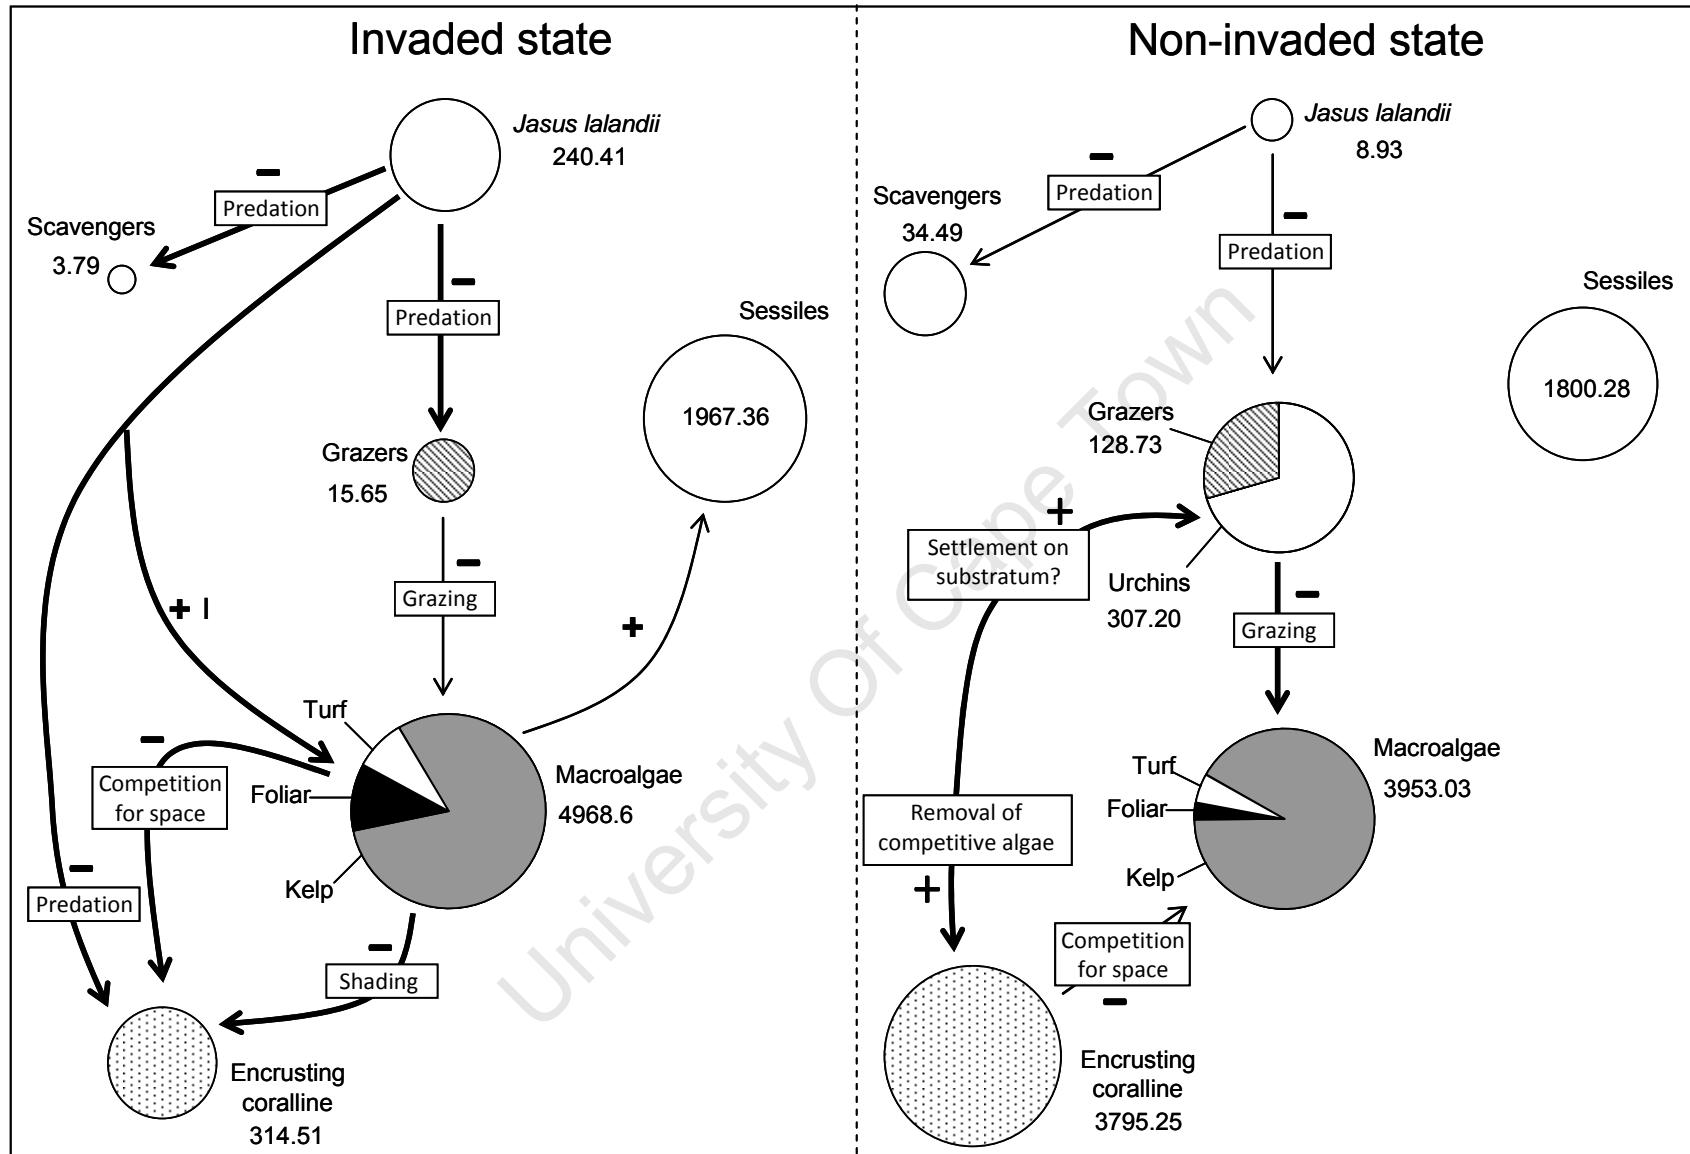 Invaded state
Jasus lalandii
240.41
−
Predation
Scavengers
3.79
−
Predation
Sessiles
1967.36
Grazers
15.65
−
Grazing
+ I
+
Turf
−
Competition
for space
Foliar
Macroalgae
4968.6
Kelp
−
Predation
−
Shading
Encrusting
coralline
314.51
Non-invaded state
Jasus lalandii
8.93
−
Predation
Scavengers
34.49
−
Predation
Sessiles
1800.28
Grazers
128.73
+
Settlement on
substratum?
Urchins
307.20
−
Grazing
Macroalgae
3953.03
Turf
Foliar
Removal of
competitive algae
Kelp
+
Competition
for space
−
Encrusting
coralline
3795.25
University Of Cape Town